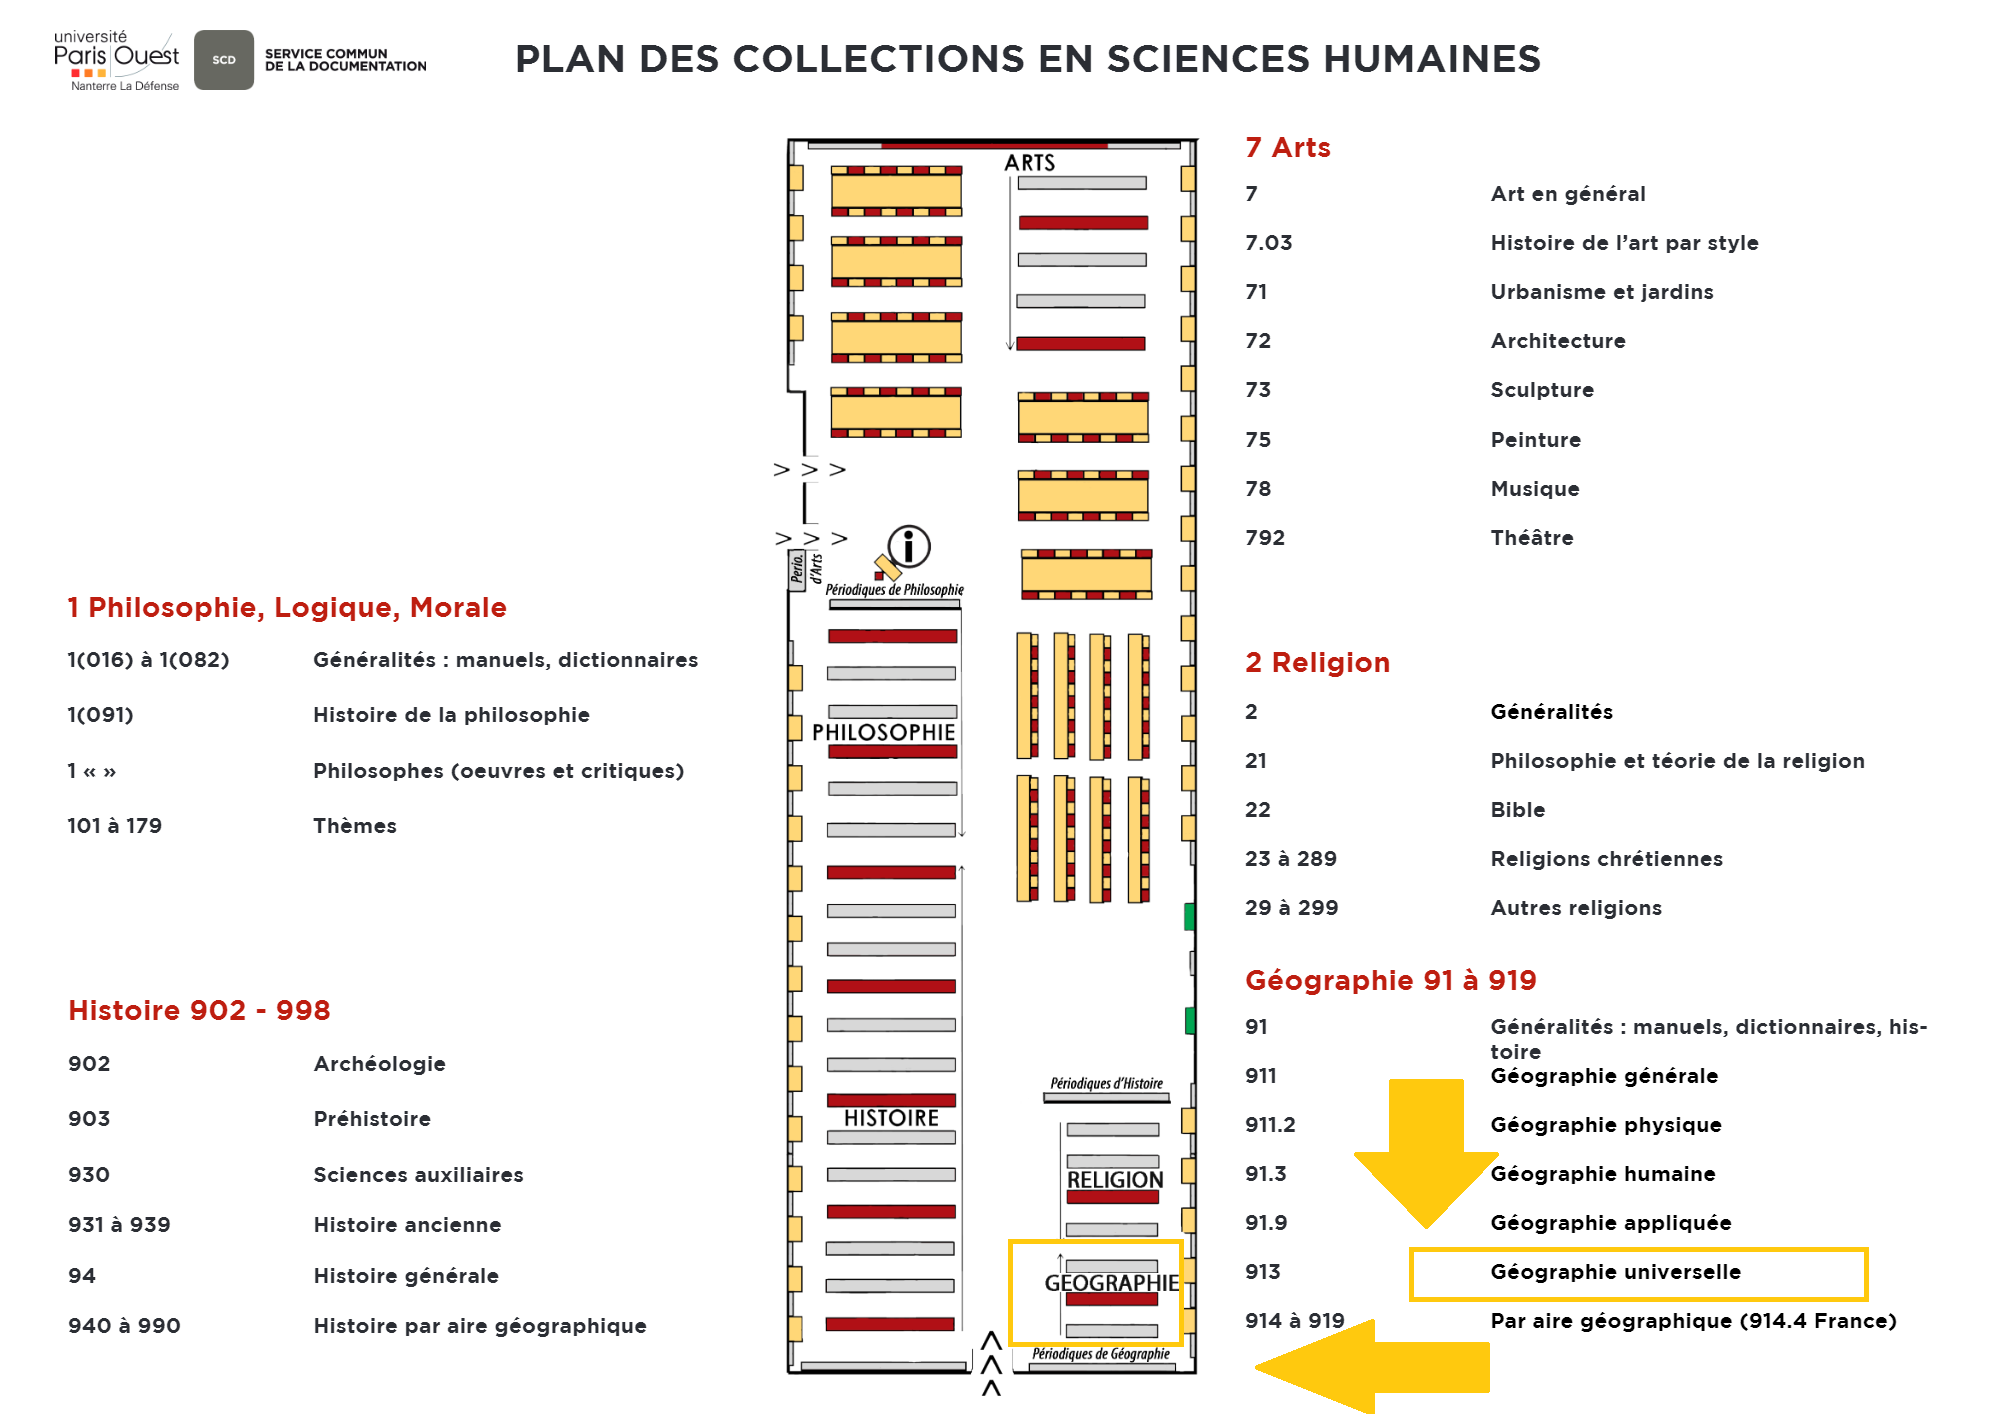 université
Paris Ouest
Nanterre La Défense
SCD
SERVICE COMMUN
DE LA DOCUMENTATION
PLAN DES COLLECTIONS EN SCIENCES HUMAINES
1 Philosophie, Logique, Morale
1(016) à 1(082) Généralités : manuels, dictionnaires
1(091) Histoire de la philosophie
1 « » Philosophes (oeuvres et critiques)
101 à 179 Thèmes
Histoire 902 - 998
902 Archéologie
903 Préhistoire
930 Sciences auxiliaires
931 à 939 Histoire ancienne
94 Histoire générale
940 à 990 Histoire par aire géographique
ARTS
> > >
> > >
i
Perio.
d'Arts
Périodiques de Philosophie
PHILOSOPHIE
HISTOIRE
Périodiques d'Histoire
RELIGION
GEOGRAPHIE
Périodiques de Géographie
7 Arts
7 Art en général
7.03 Histoire de l’art par style
71 Urbanisme et jardins
72 Architecture
73 Sculpture
75 Peinture
78 Musique
792 Théâtre
2 Religion
2 Généralités
21 Philosophie et téorie de la religion
22 Bible
23 à 289 Religions chrétiennes
29 à 299 Autres religions
Géographie 91 à 919
91 Généralités : manuels, dictionnaires, his-
toire
911 Géographie générale
911.2 Géographie physique
91.3 Géographie humaine
91.9 Géographie appliquée
913 Géographie universelle
914 à 919 Par aire géographique (914.4 France)